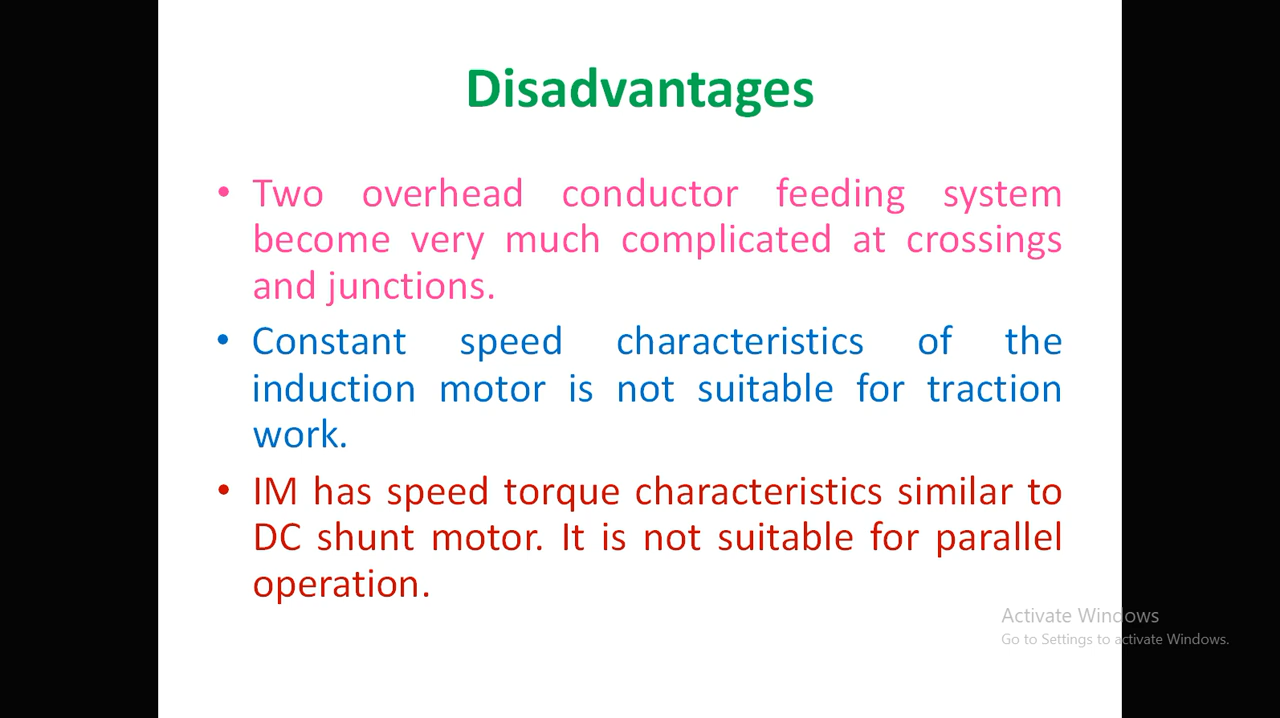 Disadvantages
• Two overhead conductor feeding system
become very much complicated at crossings
and junctions.
• Constant speed characteristics of the
induction motor is not suitable for traction
work.
• IM has speed torque characteristics similar to
DC shunt motor. It is not suitable for parallel
operation.
Activate Windows
Go to Settings to activate Windows.